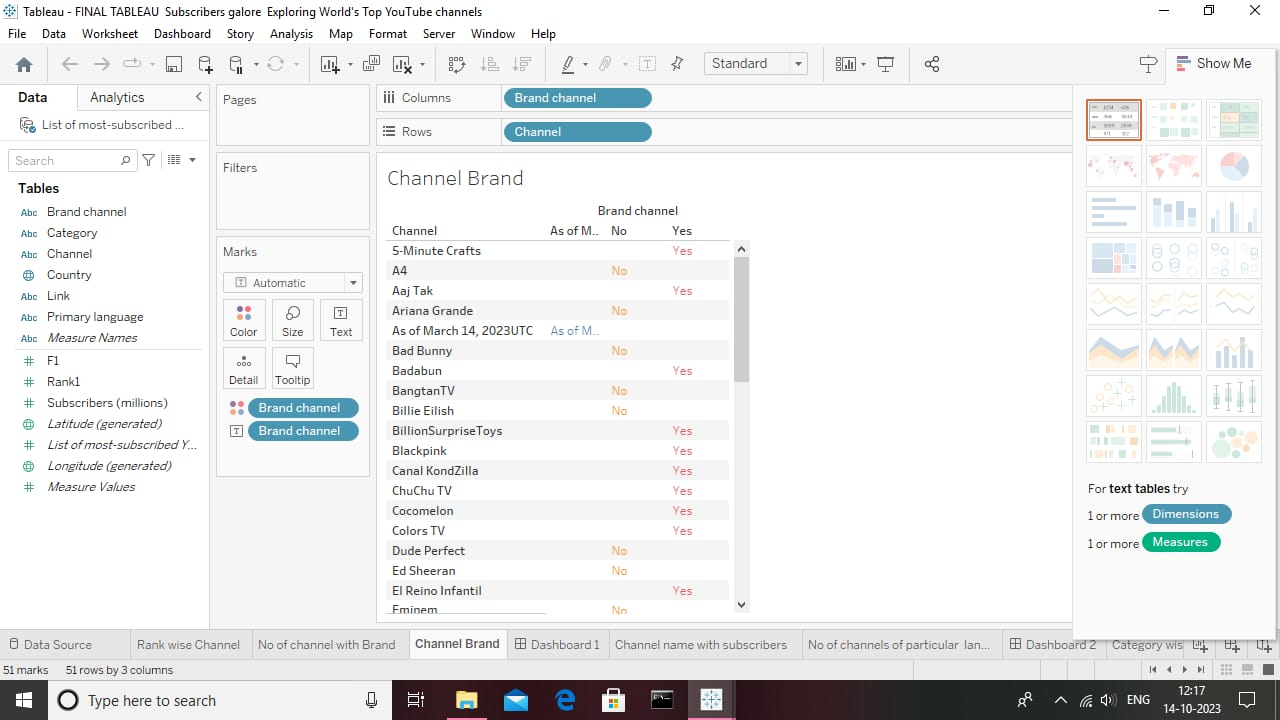 Tableau - FINAL TABLEAU Subscribers galore Exploring World's Top YouTube channels
File Data Worksheet Dashboard Story Analysis Map Format Server Window Help
Standard
Show Me
Data Analytics
List of most-subscribed ...
Search
Tables
Abc Brand channel
Abc Category
Abc Channel
Country
Abc Link
Abc Primary language
Abc Measure Names
F1
Rank1
Subscribers (millions)
Latitude (generated)
List of most-subscribed Y...
Longitude (generated)
Measure Values
Pages
Filters
Marks
Automatic
Color Size Text
Detail Tooltip
Brand channel
Brand channel
Columns Brand channel
Rows Channel
Channel Brand
Brand channel
Channel As of M.. No Yes
5-Minute Crafts Yes
A4 No
Aaj Tak Yes
Ariana Grande No
As of March 14, 2023UTC As of M..
Bad Bunny No
Badabun Yes
BangtanTV No
Billie Eilish No
BillionSurpriseToys Yes
Blackpink Yes
Canal KondZilla Yes
ChuChu TV Yes
Cocomelon Yes
Colors TV Yes
Dude Perfect No
Ed Sheeran No
El Reino Infantil Yes
Eminem No
For text tables try
1 or more Dimensions
1 or more Measures
Data Source Rank wise Channel No of channel with Brand Channel Brand Dashboard 1 Channel name with subscribers No of channels of particular lan... Dashboard 2 Category wis
51 marks 51 rows by 3 columns
Type here to search
ENG
12:17
14-10-2023